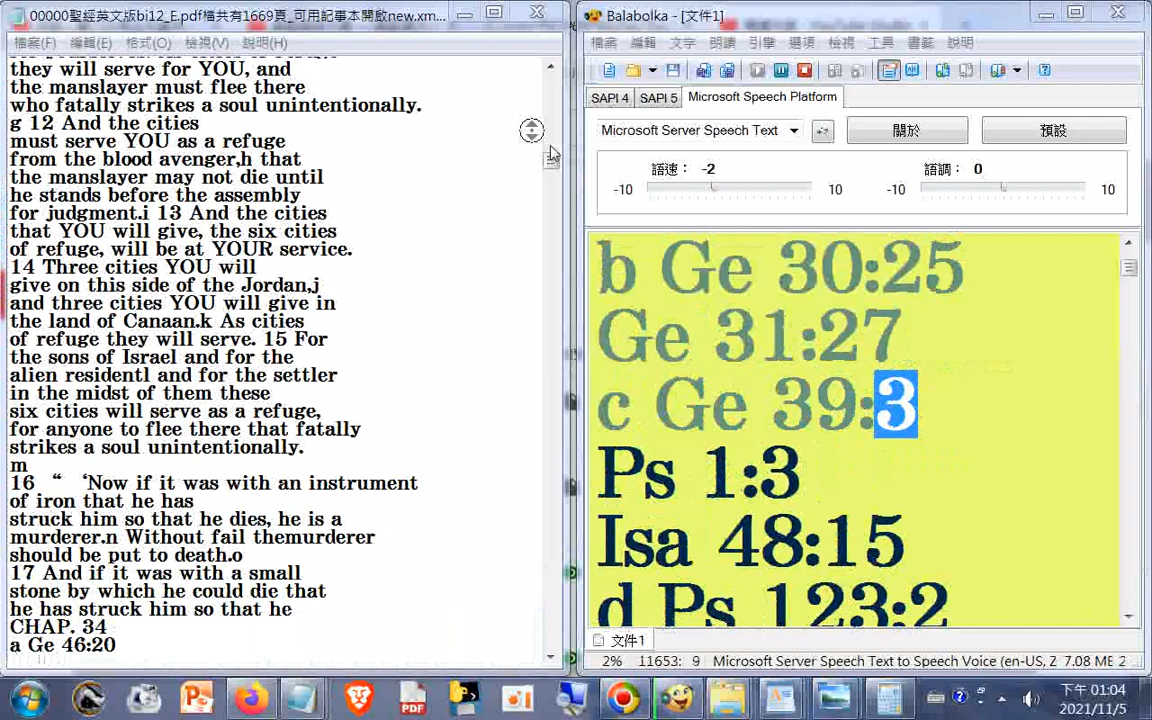 00000聖經英文版bi12_E.pdf檔共有1669頁_可用記事本開啟new.xm...
檔案(F) 編輯(E) 格式(O) 檢視(V) 說明(H)
they will serve for YOU, and
the manslayer must flee there
who fatally strikes a soul unintentionally.
g 12 And the cities
must serve YOU as a refuge
from the blood avenger,h that
the manslayer may not die until
he stands before the assembly
for judgment.i 13 And the cities
that YOU will give, the six cities
of refuge, will be at YOUR service.
14 Three cities YOU will
give on this side of the Jordan,j
and three cities YOU will give in
the land of Canaan.k As cities
of refuge they will serve. 15 For
the sons of Israel and for the
alien residentl and for the settler
in the midst of them these
six cities will serve as a refuge,
for anyone to flee there that fatally
strikes a soul unintentionally.
m
16 “ ‘Now if it was with an instrument
of iron that he has
struck him so that he dies, he is a
murderer.n Without fail themurderer
should be put to death.o
17 And if it was with a small
stone by which he could die that
he has struck him so that he
CHAP. 34
a Ge 46:20
Balabolka - [文件1]
檔案 編輯 文字 朗讀 引擎 選項 檢視 工具 書籤 說明
SAPI 4 SAPI 5 Microsoft Speech Platform
Microsoft Server Speech Text 關於 預設
語速: -2 語調: 0
-10 10 -10 10
b Ge 30:25
Ge 31:27
c Ge 39:3
Ps 1:3
Isa 48:15
d Ps 123:2
文件1
2% 11653: 9 Microsoft Server Speech Text to Speech Voice (en-US, Z 7.08 MB 2
下午 01:04
2021/11/5